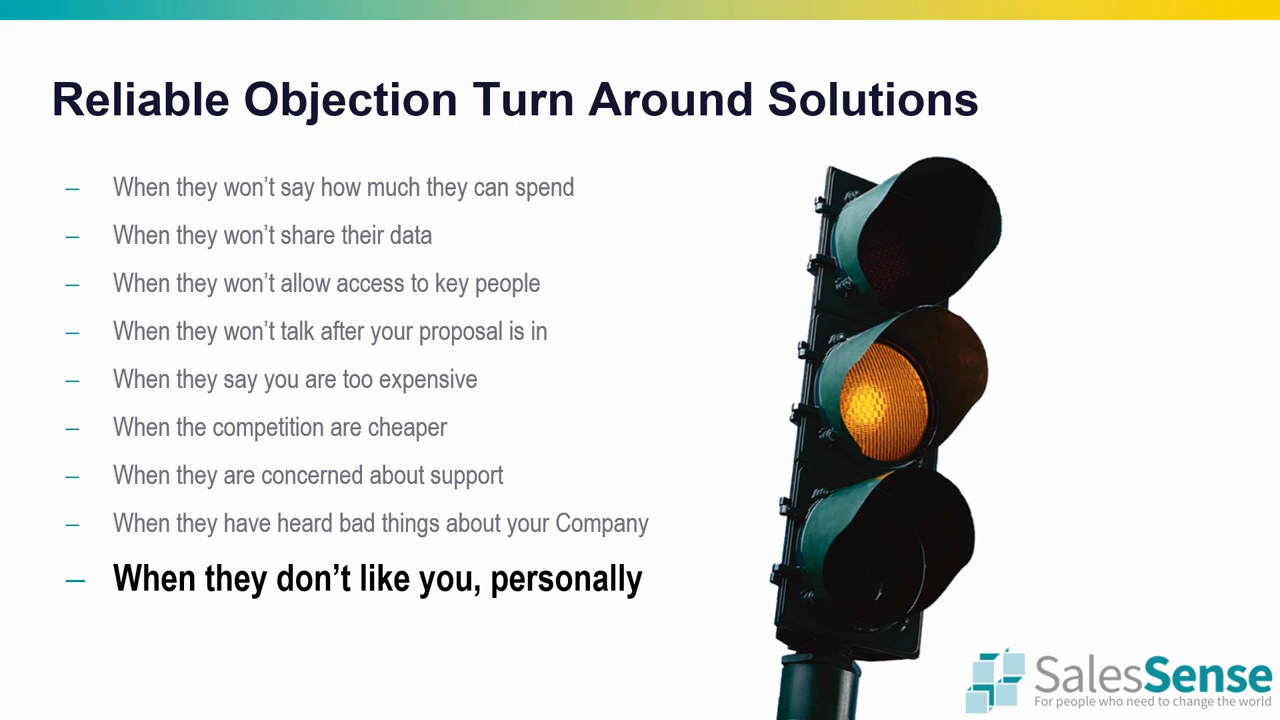 Reliable Objection Turn Around Solutions
– When they won’t say how much they can spend
– When they won’t share their data
– When they won’t allow access to key people
– When they won’t talk after your proposal is in
– When they say you are too expensive
– When the competition are cheaper
– When they are concerned about support
– When they have heard bad things about your Company
– When they don’t like you, personally
SalesSense
For people who need to change the world